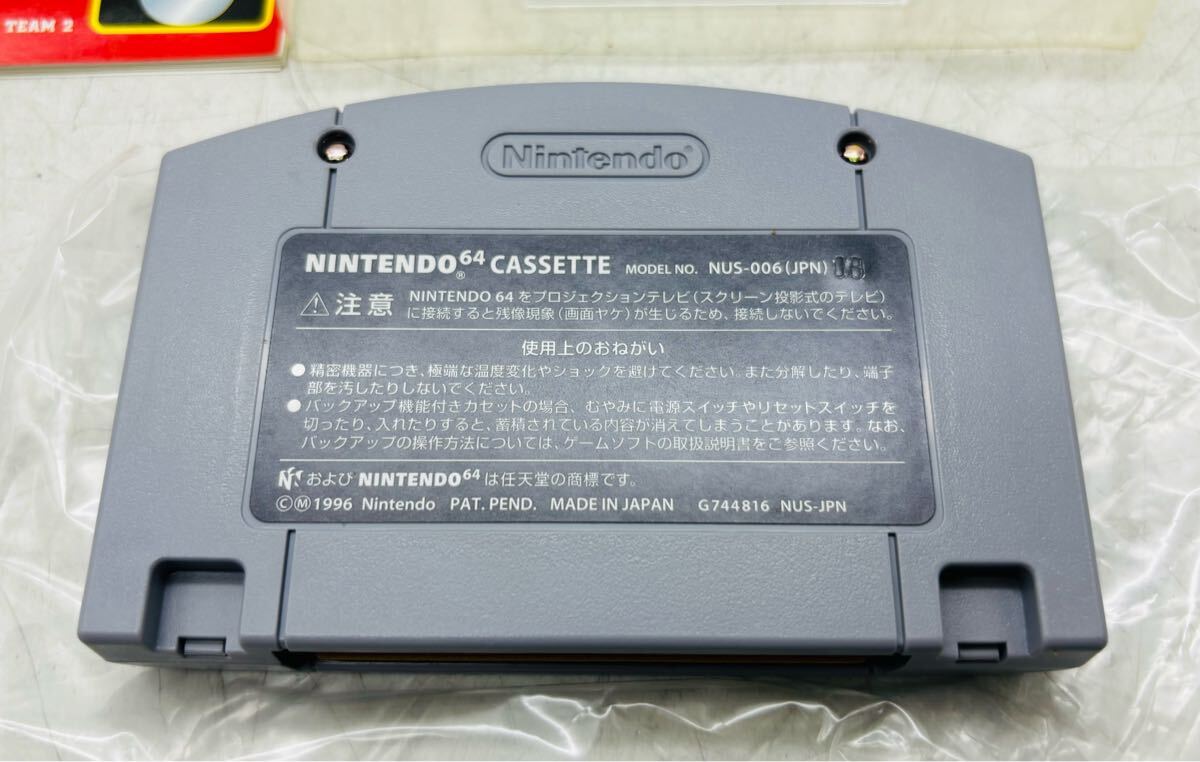 TEAM 2
Nintendo®
NINTENDO64® CASSETTE MODEL NO. NUS-006(JPN) 18
注意 NINTENDO 64 をプロジェクションテレビ(スクリーン投影式のテレビ)
に接続すると残像現象(画面ヤケ)が生じるため、接続しないでください。
使用上のおねがい
●精密機器につき、極端な温度変化やショックを避けてください。また分解したり、端子
部を汚したりしないでください。
●バックアップ機能付きカセットの場合、むやみに電源スイッチやリセットスイッチを
切ったり、入れたりすると、蓄積されている内容が消えてしまうことがあります。なお、
バックアップの操作方法については、ゲームソフトの取扱説明書をご参照ください。
および NINTENDO64 は任天堂の商標です。
ⒸⓂ1996 Nintendo PAT. PEND. MADE IN JAPAN G744816 NUS-JPN